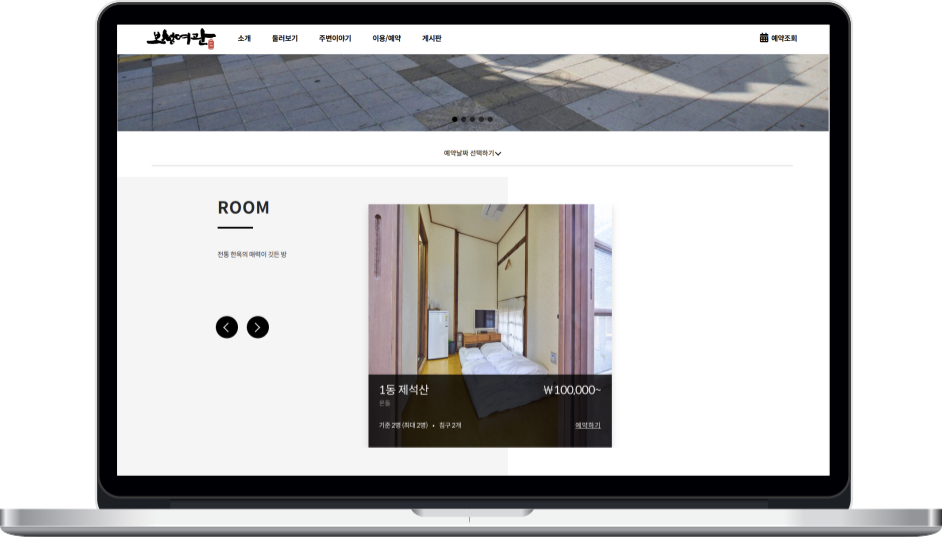 보성여관
소개 둘러보기 주변이야기 이용/예약 게시판 예약조회
예약날짜 선택하기
ROOM
전통 한옥의 매력이 깃든 방
1동 제석산 ₩100,000~
온돌
기준 2명 (최대 2명) • 침구 2개 예약하기